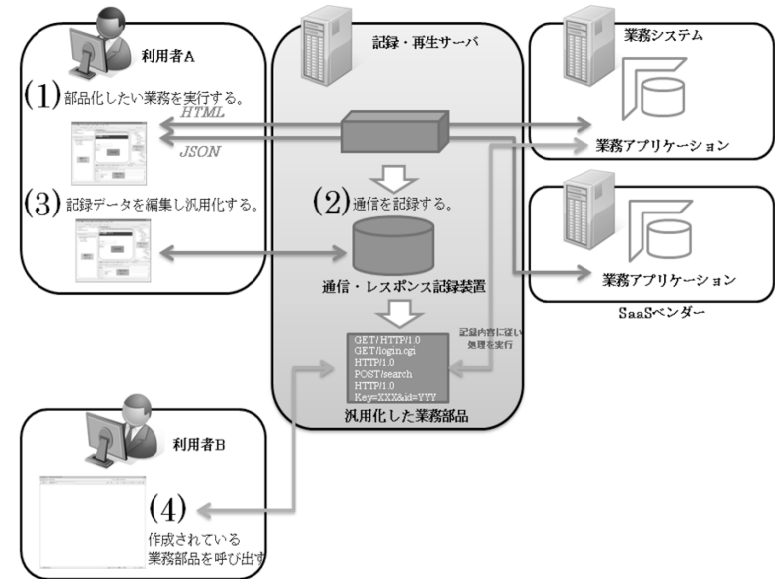 利用者A
(1)部品化したい業務を実行する。
HTML
JSON
(3)記録データを編集し汎用化する。
記録・再生サーバ
(2)通信を記録する。
通信・レスポンス記録装置
GET/HTTP/1.0
GET/login.cgi
HTTP/1.0
POST/search
HTTP/1.0
Key=XXX&id=YYY
汎用化した業務部品
記録内容に従い
処理を実行
業務システム
業務アプリケーション
業務アプリケーション
SaaSベンダー
利用者B
(4)
作成されている
業務部品を呼び出す